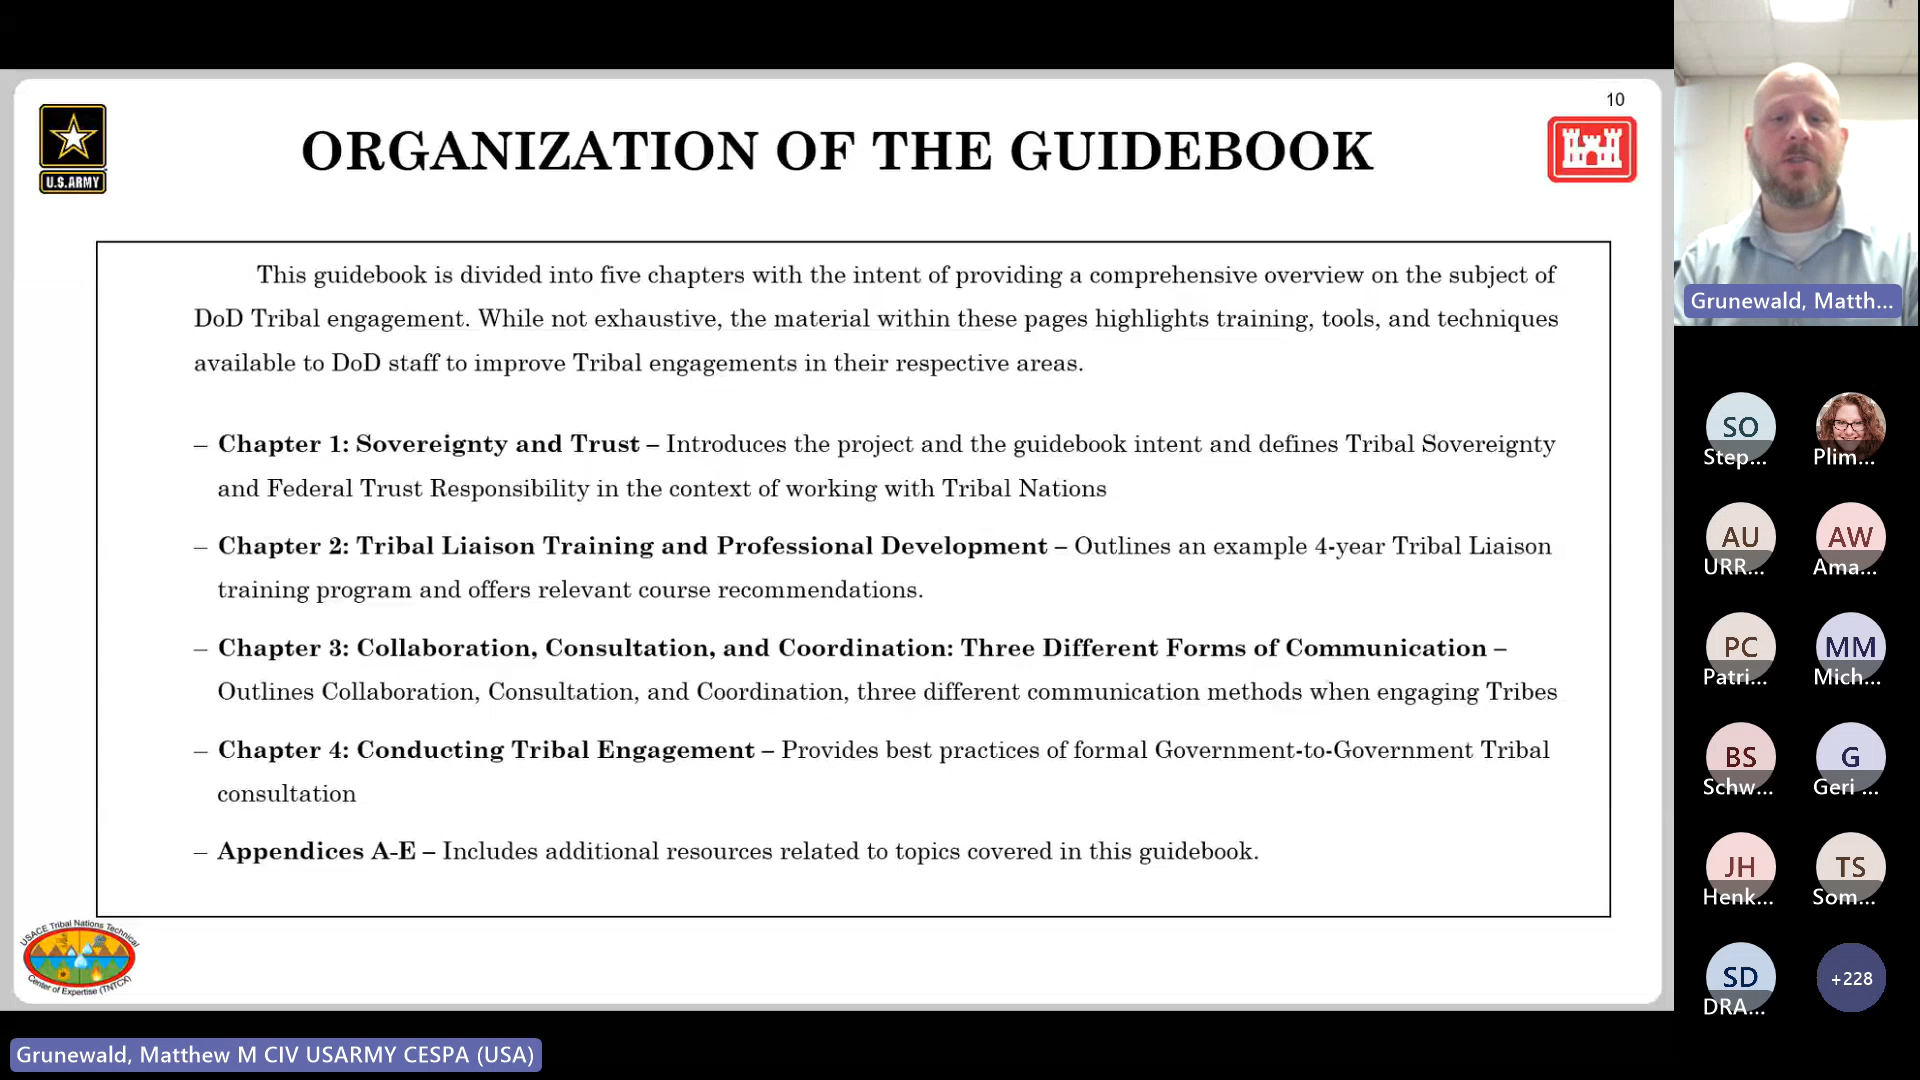 10
U.S.ARMY
ORGANIZATION OF THE GUIDEBOOK
This guidebook is divided into five chapters with the intent of providing a comprehensive overview on the subject of
DoD Tribal engagement. While not exhaustive, the material within these pages highlights training, tools, and techniques
available to DoD staff to improve Tribal engagements in their respective areas.
– Chapter 1: Sovereignty and Trust – Introduces the project and the guidebook intent and defines Tribal Sovereignty
and Federal Trust Responsibility in the context of working with Tribal Nations
– Chapter 2: Tribal Liaison Training and Professional Development – Outlines an example 4-year Tribal Liaison
training program and offers relevant course recommendations.
– Chapter 3: Collaboration, Consultation, and Coordination: Three Different Forms of Communication –
Outlines Collaboration, Consultation, and Coordination, three different communication methods when engaging Tribes
– Chapter 4: Conducting Tribal Engagement – Provides best practices of formal Government-to-Government Tribal
consultation
– Appendices A-E – Includes additional resources related to topics covered in this guidebook.
USACE Tribal Nations Technical
Center of Expertise (TNTCX)
Grunewald, Matthew M CIV USARMY CESPA (USA)
Grunewald, Matth...
SO
Step...
Plim...
AU
URR...
AW
Ama...
PC
Patri...
MM
Mich...
BS
Schw...
G
Geri ...
JH
Henk...
TS
Som...
SD
DRA...
+228